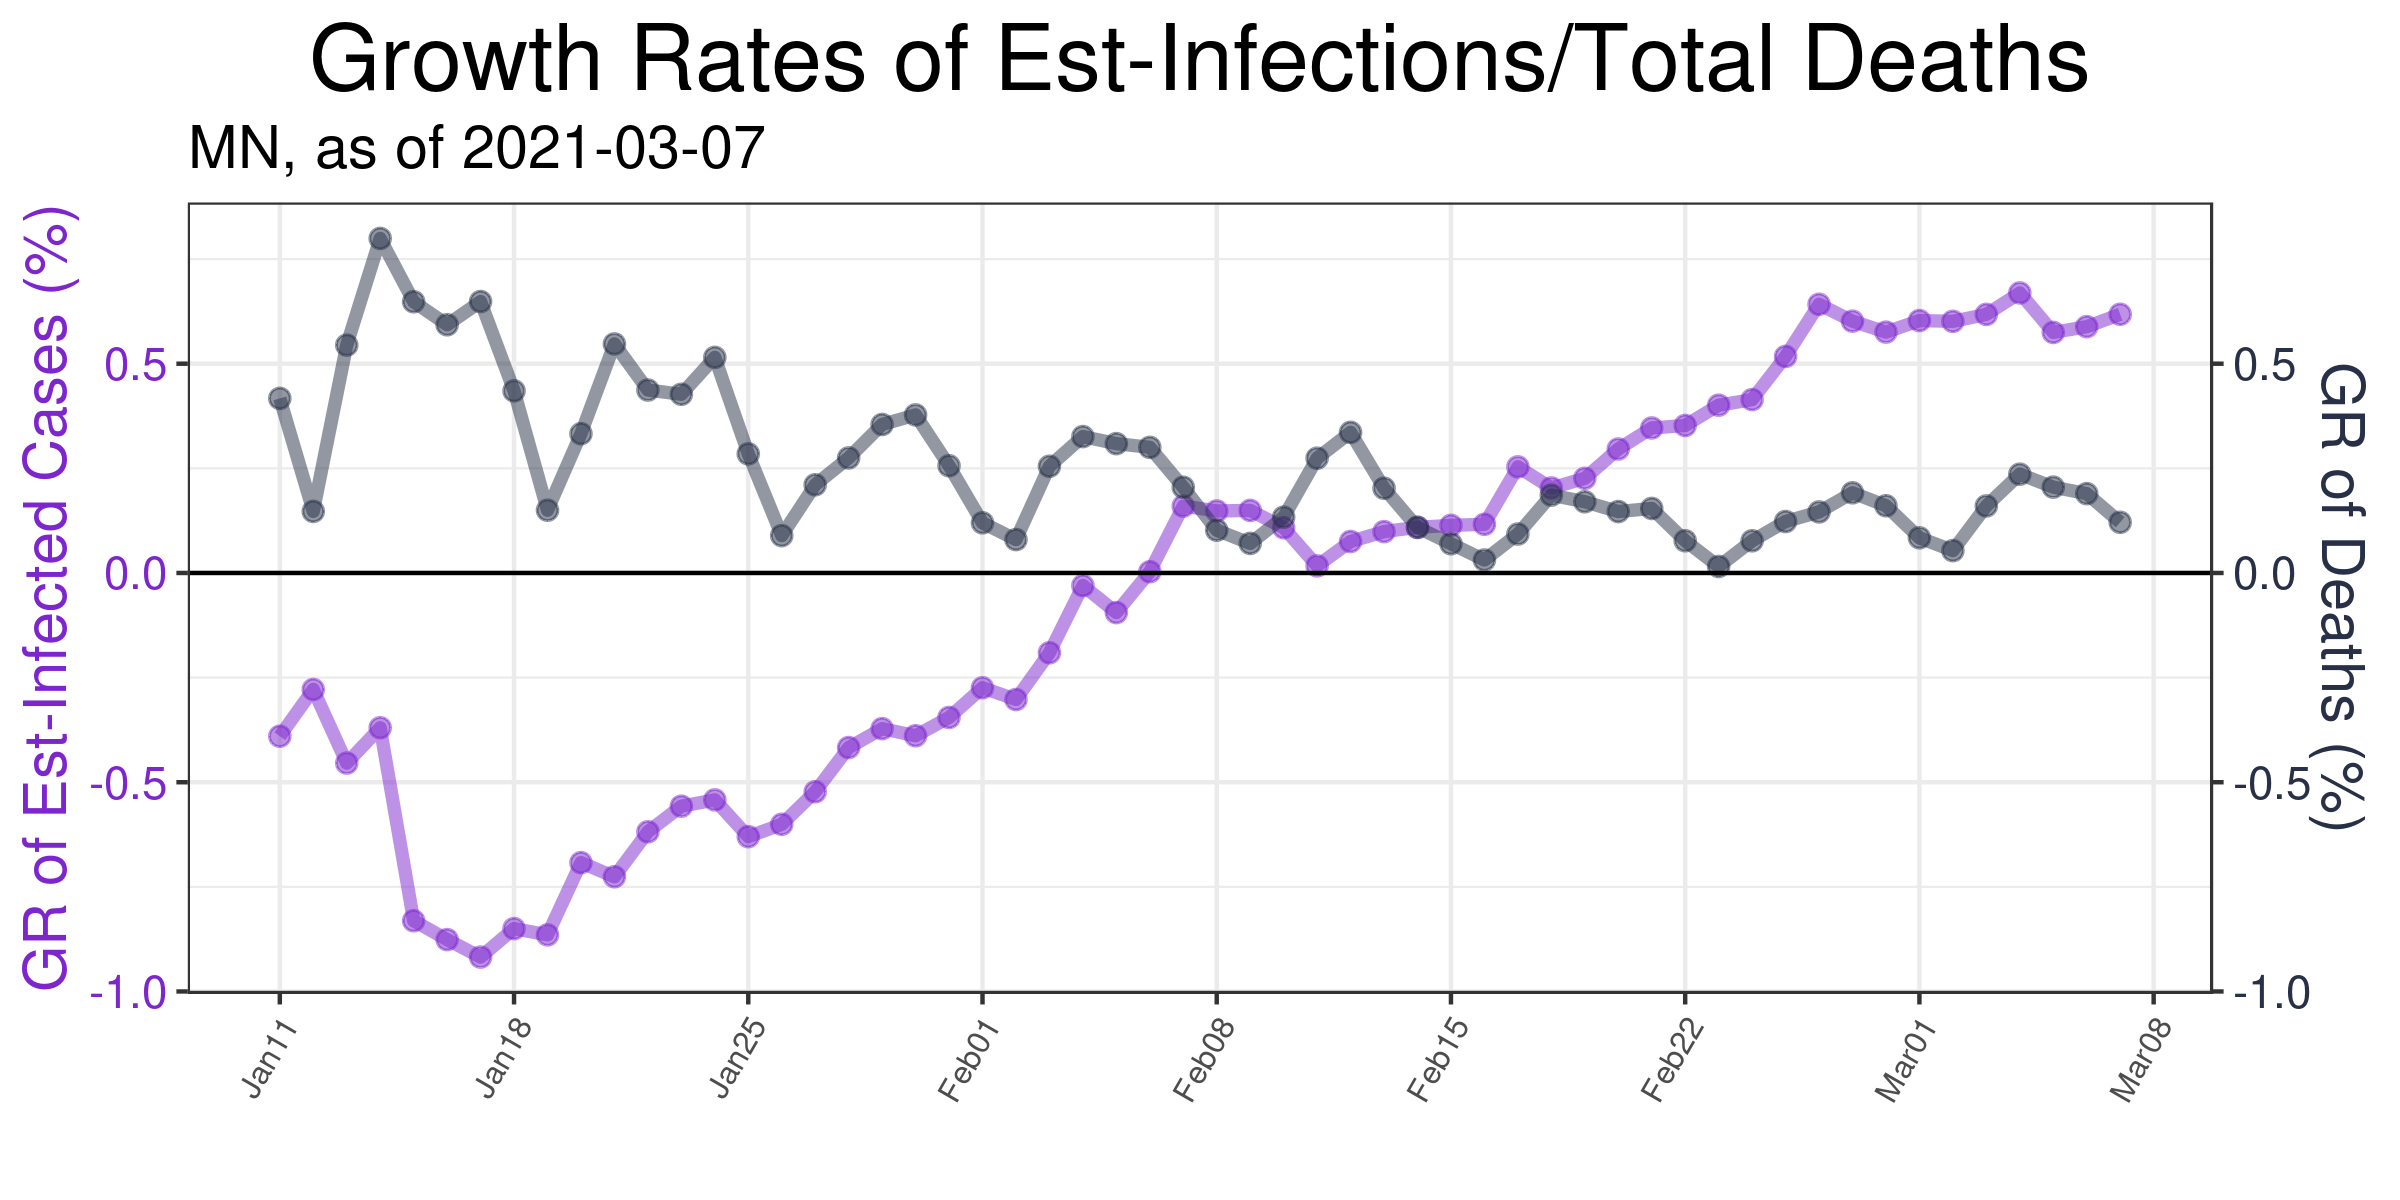 Growth Rates of Est-Infections/Total Deaths
MN, as of 2021-03-07
GR of Est-Infected Cases (%)
0.5
0.0
-0.5
-1.0
0.5
0.0
-0.5
-1.0
GR of Deaths (%)
Jan11
Jan18
Jan25
Feb01
Feb08
Feb15
Feb22
Mar01
Mar08